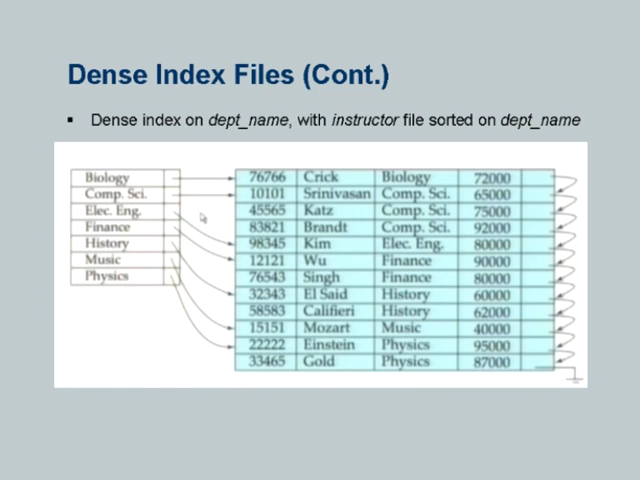 Dense Index Files (Cont.)
▪ Dense index on dept_name, with instructor file sorted on dept_name
Biology
Comp. Sci.
Elec. Eng.
Finance
History
Music
Physics
76766 Crick Biology 72000
10101 Srinivasan Comp. Sci. 65000
45565 Katz Comp. Sci. 75000
83821 Brandt Comp. Sci. 92000
98345 Kim Elec. Eng. 80000
12121 Wu Finance 90000
76543 Singh Finance 80000
32343 El Said History 60000
58583 Califieri History 62000
15151 Mozart Music 40000
22222 Einstein Physics 95000
33465 Gold Physics 87000